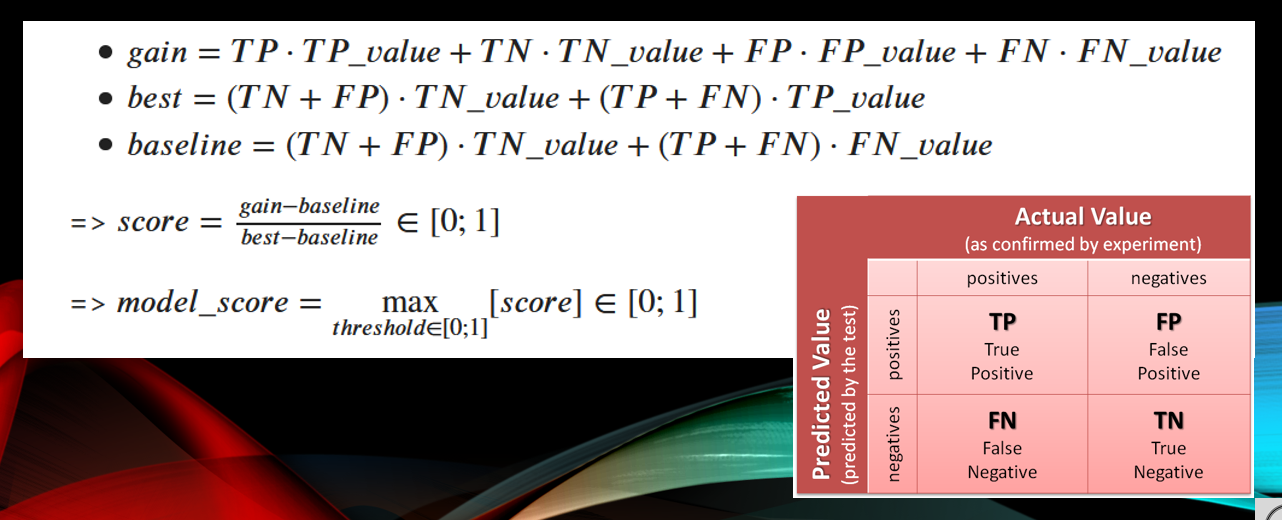 • gain = TP · TP_value + TN · TN_value + FP · FP_value + FN · FN_value
• best = (TN + FP) · TN_value + (TP + FN) · TP_value
• baseline = (TN + FP) · TN_value + (TP + FN) · FN_value
=> score = gain−baseline / best−baseline ∈ [0; 1]
=> model_score = max [score] ∈ [0; 1]
threshold∈[0;1]
Actual Value
(as confirmed by experiment)
positives negatives
Predicted Value
(predicted by the test)
positives
TP FP
True False
Positive Positive
negatives
FN TN
False True
Negative Negative